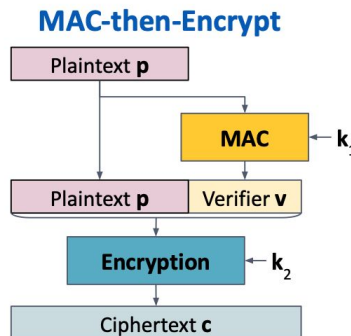 MAC-then-Encrypt
Plaintext p
MAC
k
Plaintext p
Verifier v
Encryption
k₂
Ciphertext c